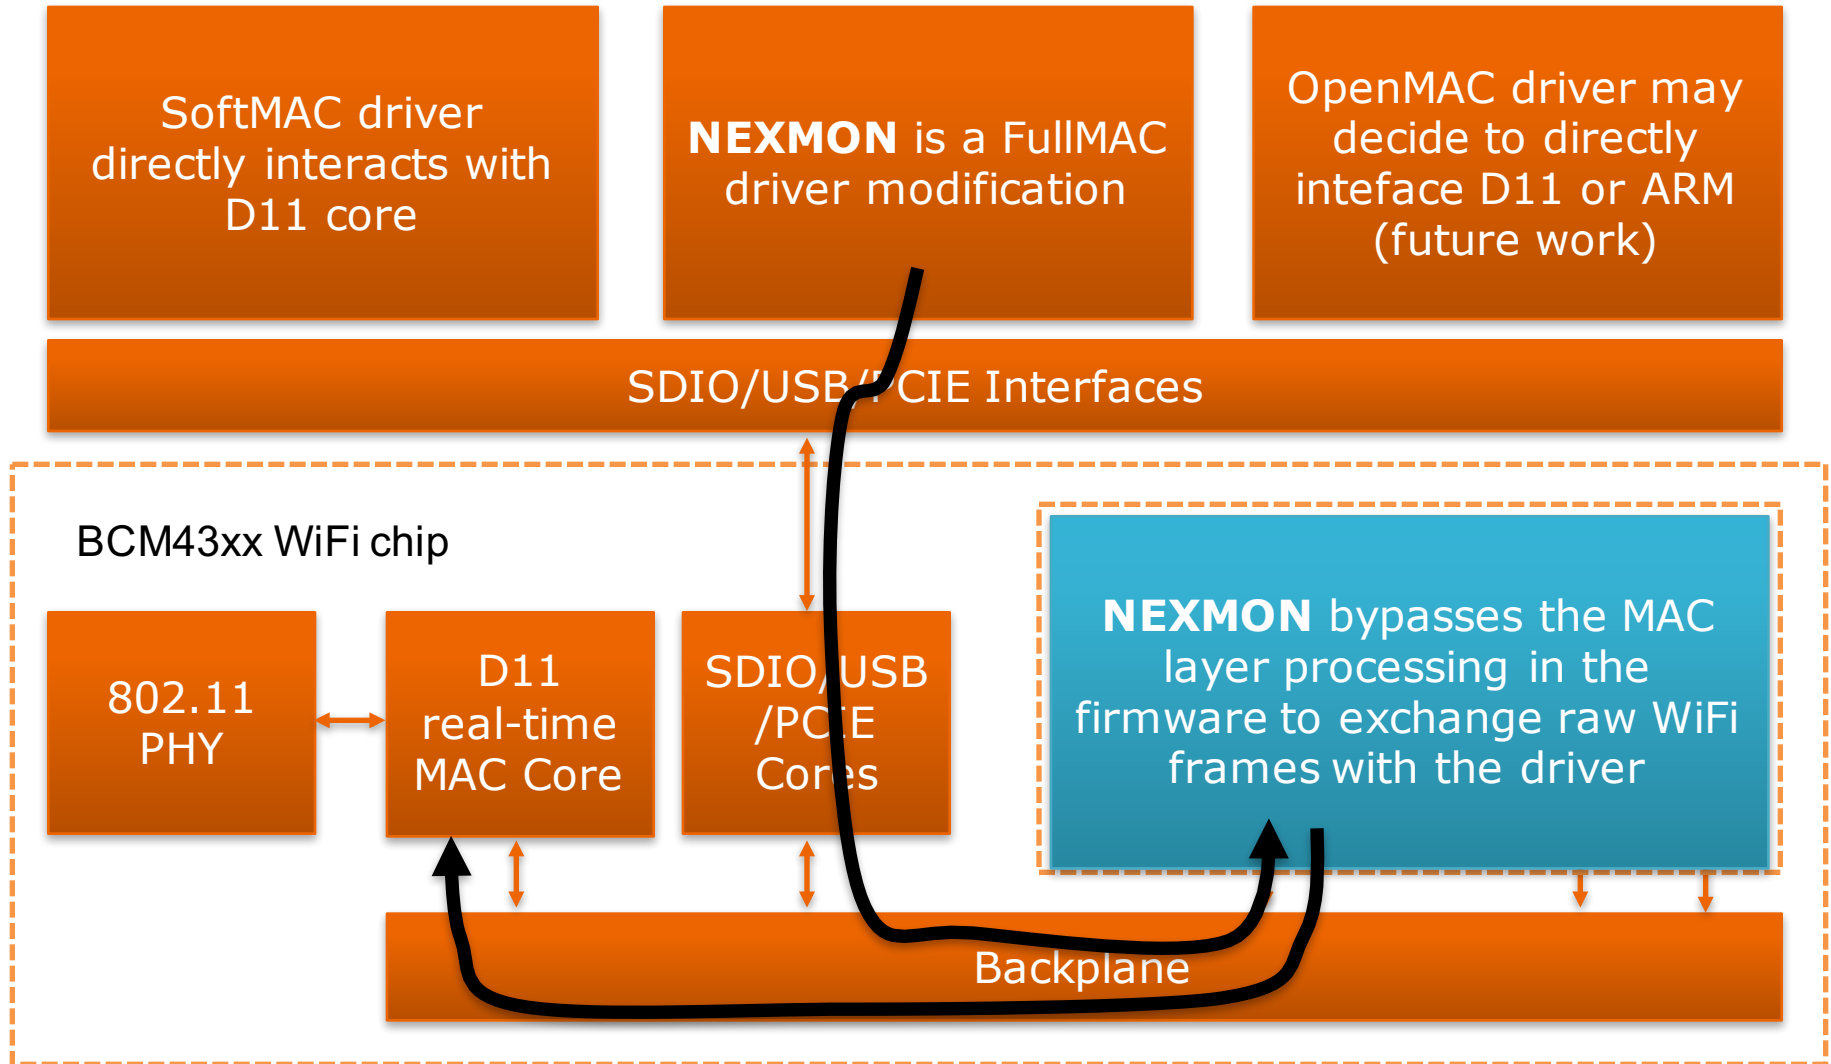 SoftMAC driver
directly interacts with
D11 core
NEXMON is a FullMAC
driver modification
OpenMAC driver may
decide to directly
inteface D11 or ARM
(future work)
SDIO/USB/PCIE Interfaces
BCM43xx WiFi chip
802.11
PHY
D11
real-time
MAC Core
SDIO/USB
/PCIE
Cores
NEXMON bypasses the MAC
layer processing in the
firmware to exchange raw WiFi
frames with the driver
Backplane